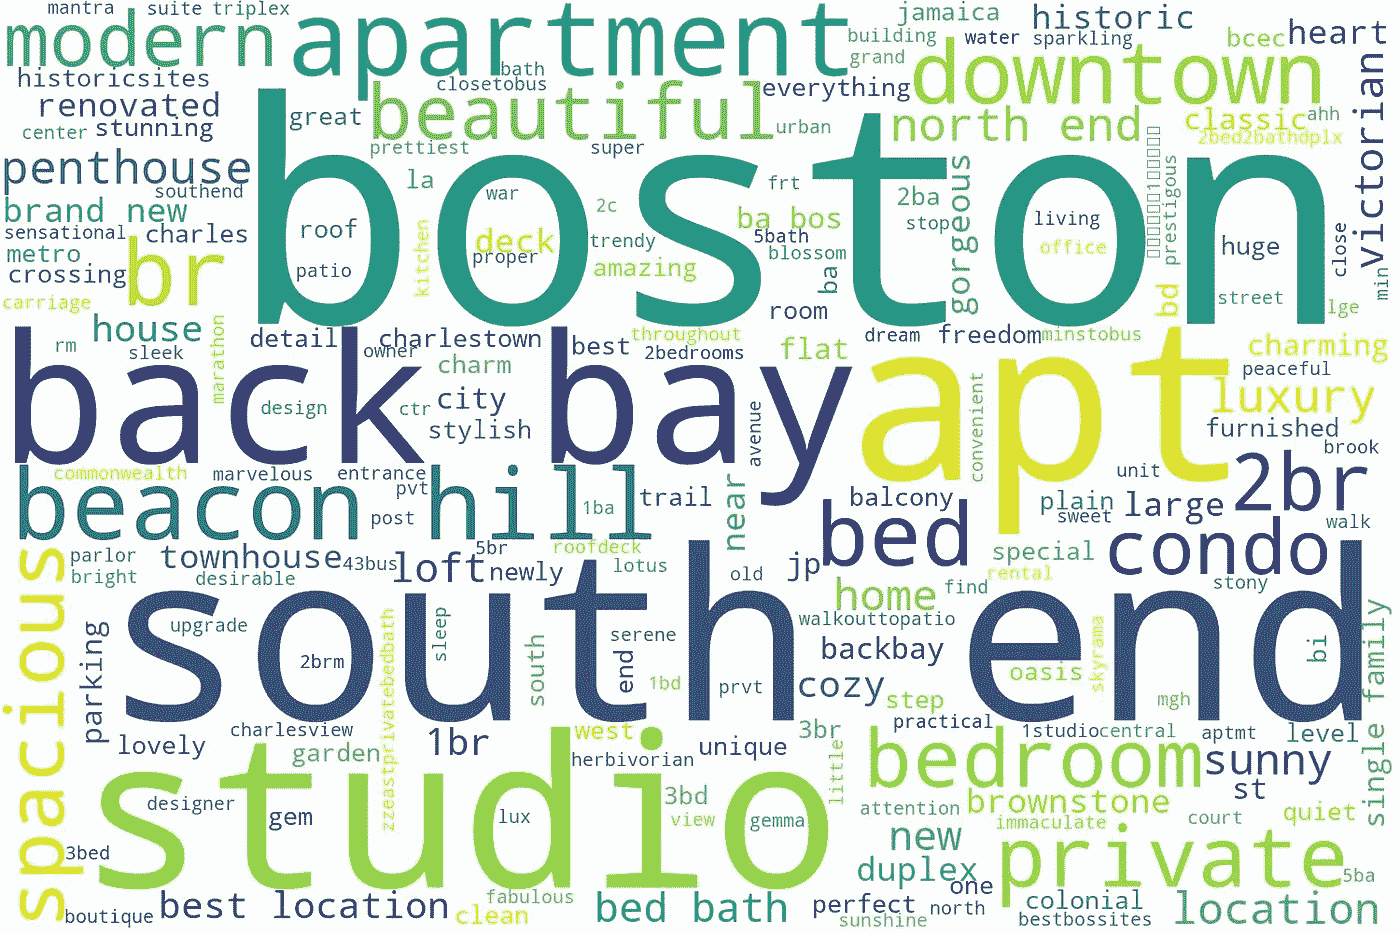 mantra
suite triplex
modern
apartment
jamaica
historic
building
water
sparkling
bcec
heart
grand
historicsites
bath
closetobus
downtown
renovated
great
beautiful
everything
center
stunning
urban
north end
classic
ahh
2bed2bathdplx
victorian
prettiest
super
penthouse
boston
southend
la
war
frt
2ba
gorgeous
prestigous
brand new
2c
ba bos
stop
living
sensational
charles
roof
kitchen
deck
trendy
5bath
office
huge
close
metro
br
proper
blossom
crossing
patio
amazing
ba
bd
min
carriage
room
street
lge
house
detail
charlestown
throughout
dream
freedom
minstobus
rm
sleek
marathon
owner
best
2bedrooms
flat
charming
charm
peaceful
back bay
apt
design
ctr
city
avenue
convenient
luxury
stylish
furnished
brook
commonwealth
marvelous
entrance
unit
2br
beacon hill
pvt
trail
near
balcony
plain
large
post
1ba
bed
sweet
walk
spacious
parlor
townhouse
43bus
5br
roofdeck
special
condo
bright
desirable
loft
newly
lotus
old
jp
rental
stony
home
find
south end
upgrade
sleep
serene
walkouttopatio
parking
zzeastprivatebedbath
2brm
south
end
backbay
oasis
skyrama
bi
single family
1bd
prvt
cozy
step
mgh
charlesview
west
3br
practical
1studio
central
aptmt
level
lovely
garden
1br
herbivorian
unique
little
bedroom
sunny
studio
st
designer
gem
lux
3bd
view
gemma
attention
brownstone
court
quiet
immaculate
new
3bed
duplex
private
5ba
one
boutique
best location
fabulous
clean
bed bath
perfect
sunshine
north
colonial
bestbossites
location